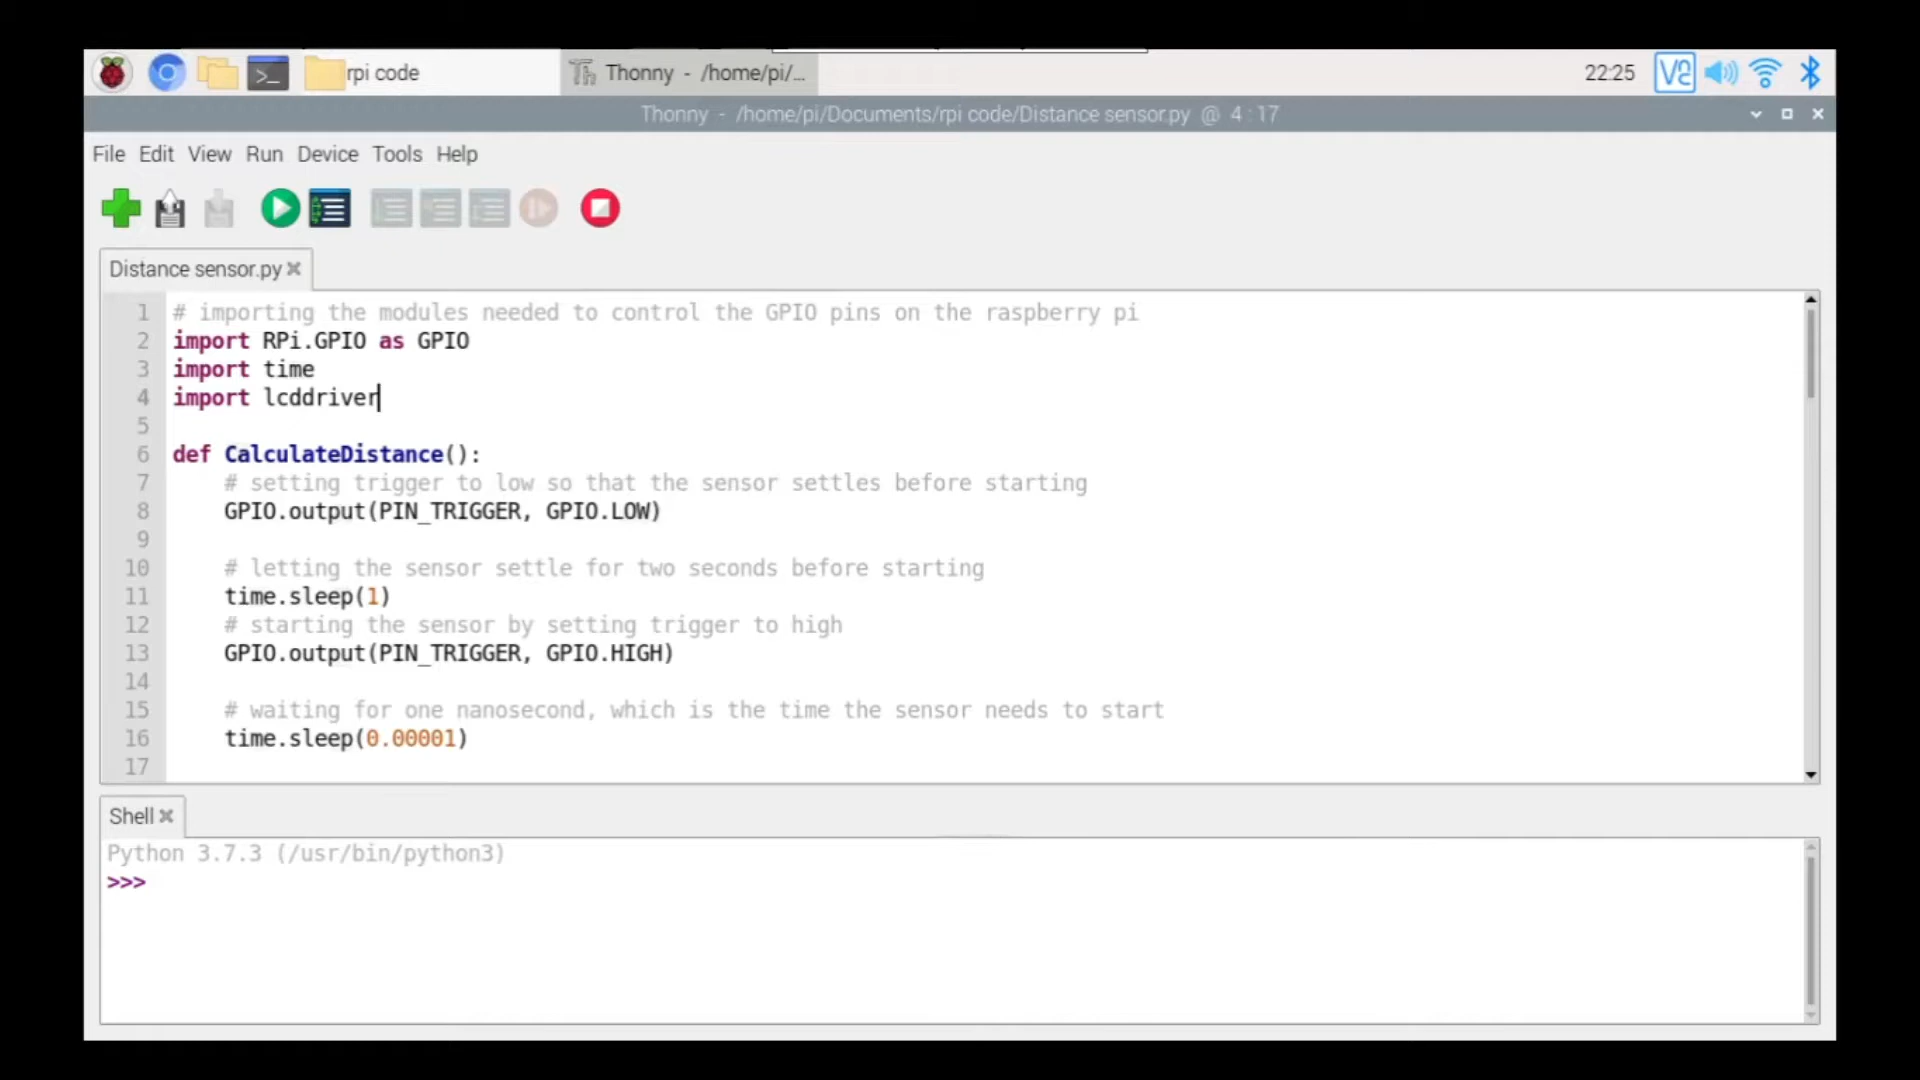 rpi code
Thonny - /home/pi/...
22:25
Thonny - /home/pi/Documents/rpi code/Distance sensor.py @ 4:17
File Edit View Run Device Tools Help
Distance sensor.py
1 # importing the modules needed to control the GPIO pins on the raspberry pi
2 import RPi.GPIO as GPIO
3 import time
4 import lcddriver
5
6 def CalculateDistance():
7 # setting trigger to low so that the sensor settles before starting
8 GPIO.output(PIN_TRIGGER, GPIO.LOW)
9
10 # letting the sensor settle for two seconds before starting
11 time.sleep(1)
12 # starting the sensor by setting trigger to high
13 GPIO.output(PIN_TRIGGER, GPIO.HIGH)
14
15 # waiting for one nanosecond, which is the time the sensor needs to start
16 time.sleep(0.00001)
17
Shell
Python 3.7.3 (/usr/bin/python3)
>>>